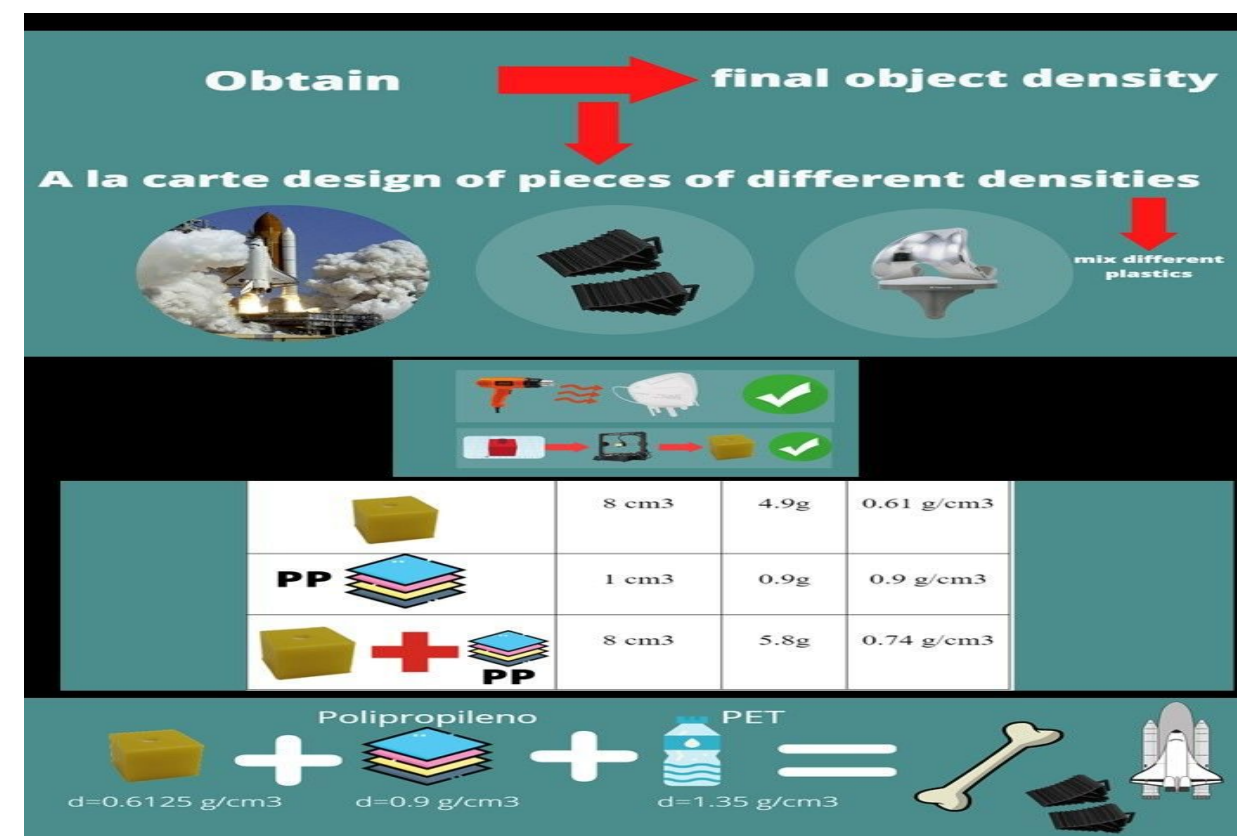 Obtain
final object density
A la carte design of pieces of different densities
mix different
plastics
8 cm3 4.9g 0.61 g/cm3
PP 1 cm3 0.9g 0.9 g/cm3
8 cm3 5.8g 0.74 g/cm3
PP
Polipropileno PET
d=0.6125 g/cm3 d=0.9 g/cm3 d=1.35 g/cm3